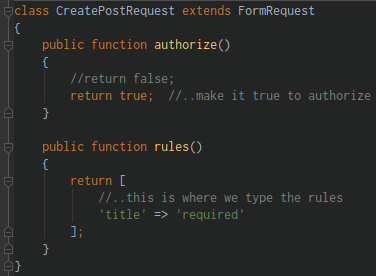 class CreatePostRequest extends FormRequest
{
    public function authorize()
    {
        //return false;
        return true;  //..make it true to authorize
    }

    public function rules()
    {
        return [
            //..this is where we type the rules
            'title' => 'required'
        ];
    }
}